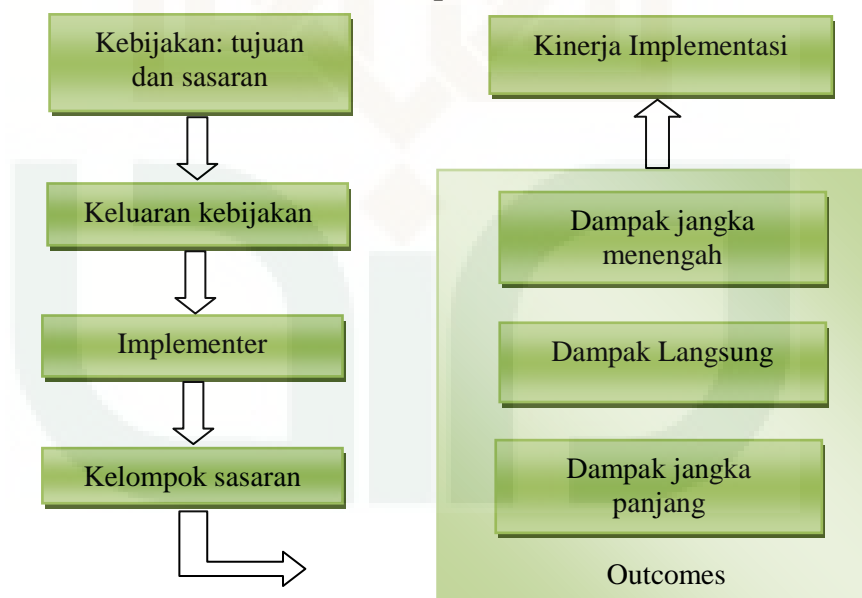 Kebijakan: tujuan
dan sasaran
Keluaran kebijakan
Implementer
Kelompok sasaran
Kinerja Implementasi
Dampak jangka
menengah
Dampak Langsung
Dampak jangka
panjang
Outcomes